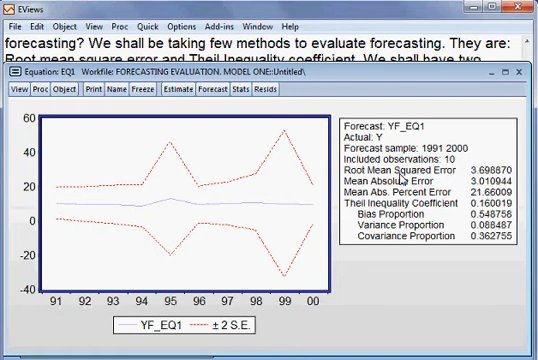 EViews
File Edit Object View Proc Quick Options Add-ins Window Help
forecasting? We shall be taking few methods to evaluate forecasting. They are:
Root mean square error and Theil Inequality coefficient. We shall have two
Equation: EQ1 Workfile: FORECASTING EVALUATION. MODEL ONE::Untitled\
View Proc Object Print Name Freeze Estimate Forecast Stats Resids
60
40
20
0
-20
-40
91 92 93 94 95 96 97 98 99 00
YF_EQ1 ± 2 S.E.
Forecast: YF_EQ1
Actual: Y
Forecast sample: 1991 2000
Included observations: 10
Root Mean Squared Error 3.698870
Mean Absolute Error 3.010944
Mean Abs. Percent Error 21.66009
Theil Inequality Coefficient 0.160019
Bias Proportion 0.548758
Variance Proportion 0.088487
Covariance Proportion 0.362755